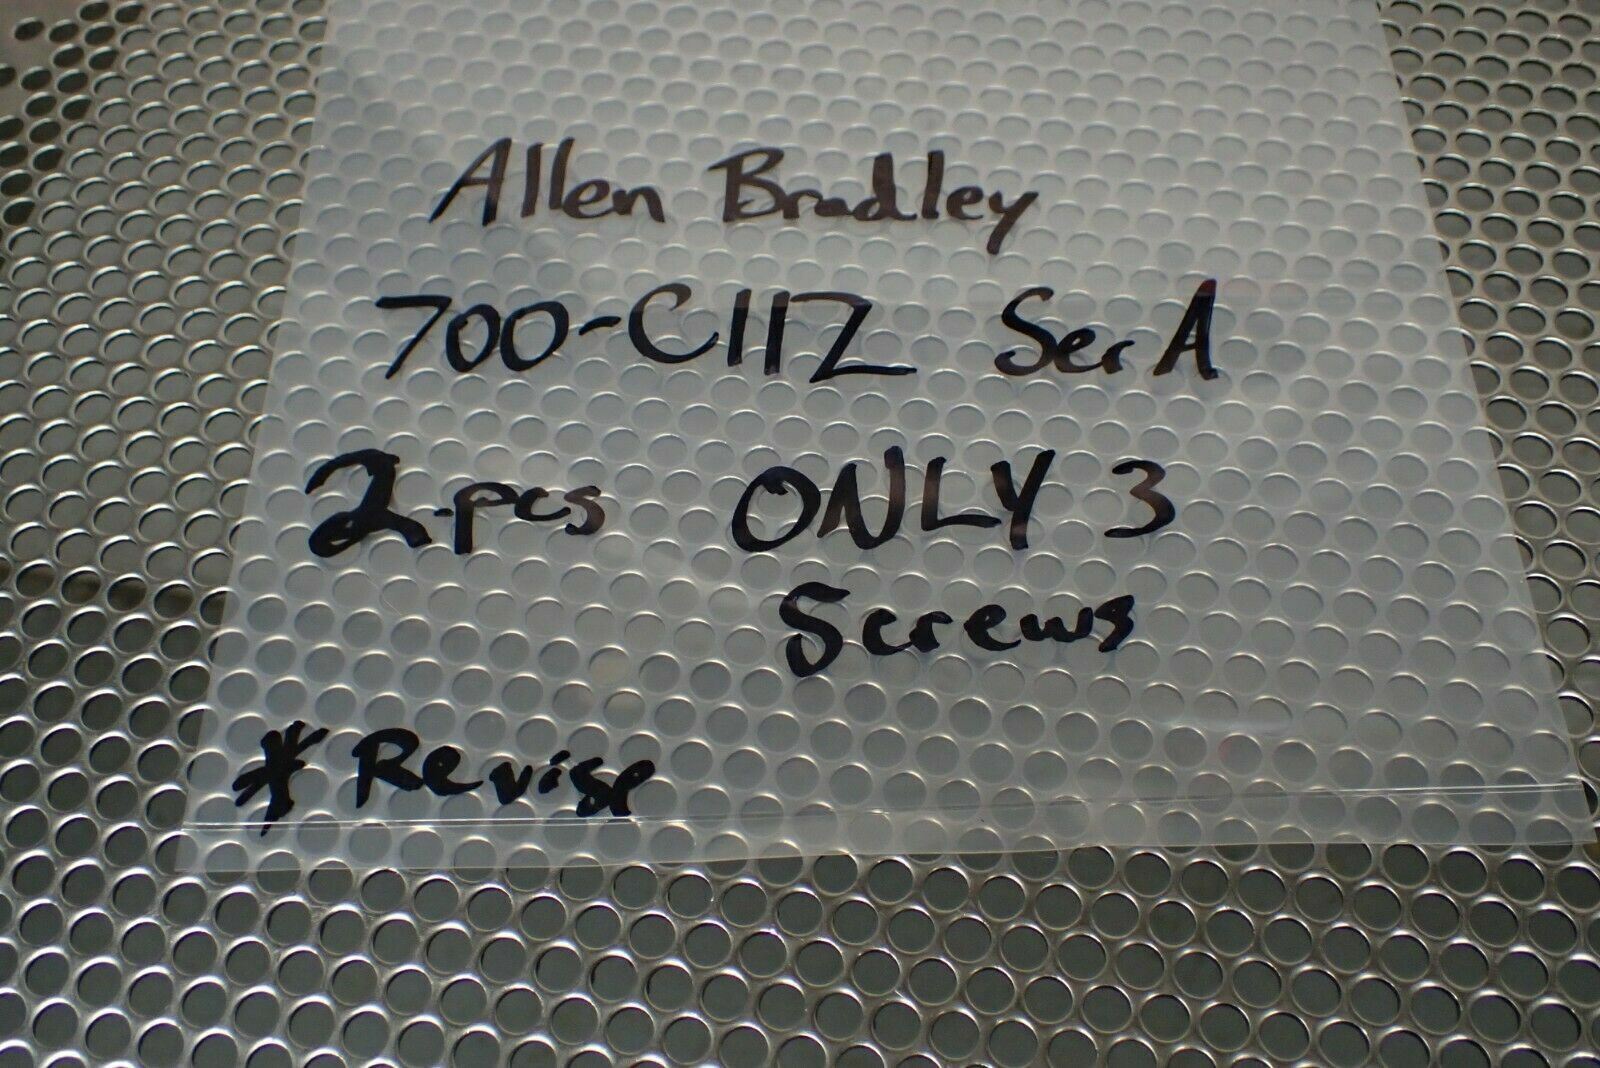 Allen Bradley
700-C11Z Ser A
2 pcs ONLY 3
Screws
* Revise